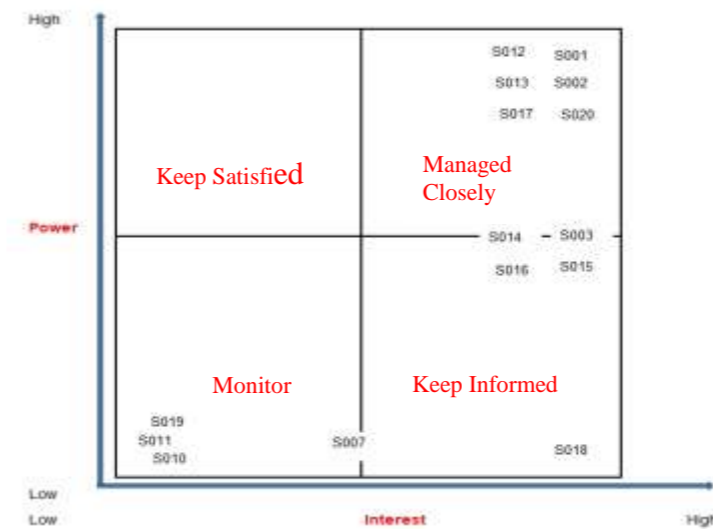 High
S012 S001
S013 S002
S017 S020
Keep Satisfied
Managed
Closely
Power
S014 S003
S016 S015
Monitor
Keep Informed
S019
S011
S010
S007
S018
Low
Low Interest High